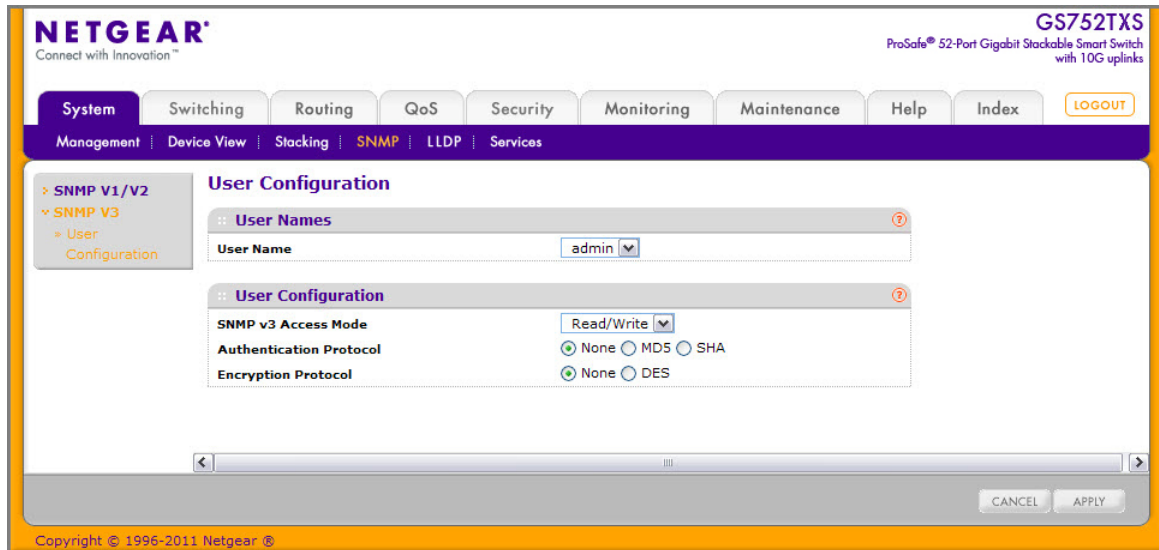 NETGEAR®
Connect with Innovation™
GS752TXS
ProSafe® 52-Port Gigabit Stackable Smart Switch
with 10G uplinks
System Switching Routing QoS Security Monitoring Maintenance Help Index LOGOUT
Management Device View Stacking SNMP LLDP Services
SNMP V1/V2
SNMP V3
» User
Configuration
User Configuration
User Names
User Name admin
User Configuration
SNMP v3 Access Mode Read/Write
Authentication Protocol None MD5 SHA
Encryption Protocol None DES
CANCEL APPLY
Copyright © 1996-2011 Netgear ®